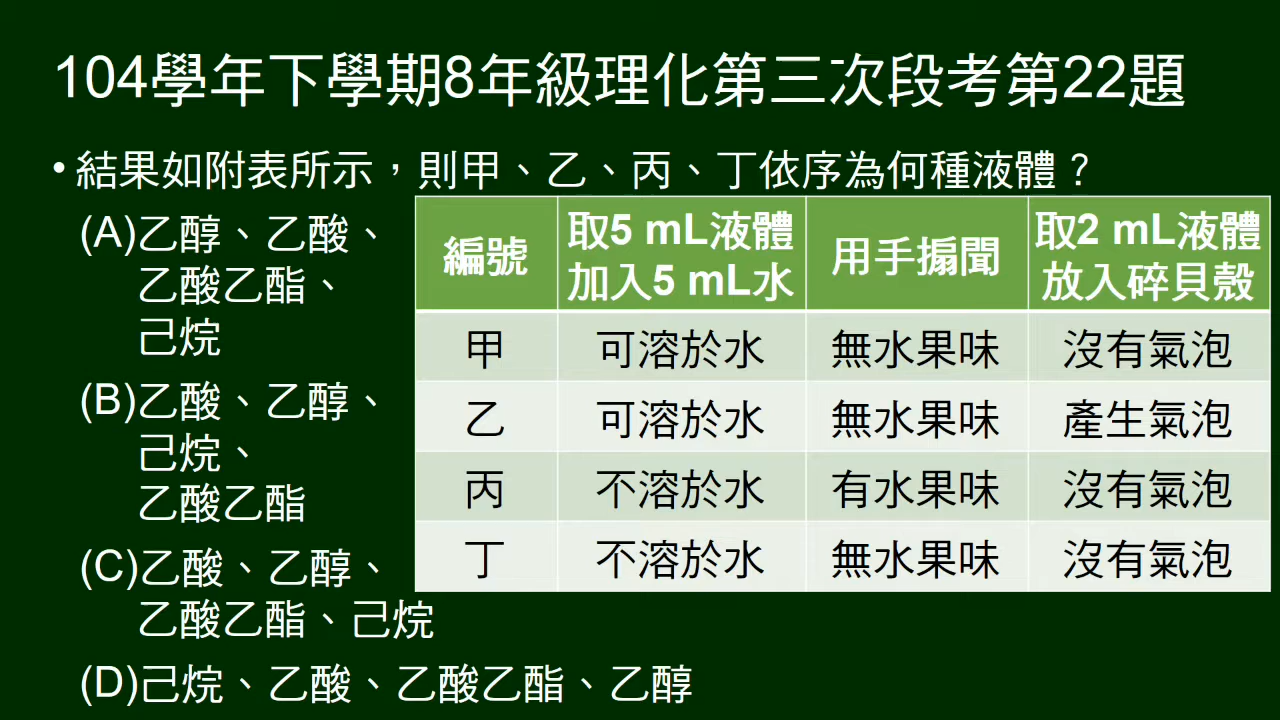 104學年下學期8年級理化第三次段考第22題
•結果如附表所示，則甲、乙、丙、丁依序為何種液體？
(A)乙醇、乙酸、
乙酸乙酯、
己烷
(B)乙酸、乙醇、
己烷、
乙酸乙酯
(C)乙酸、乙醇、
乙酸乙酯、己烷
(D)己烷、乙酸、乙酸乙酯、乙醇
編號 取5 mL液體 用手搧聞 取2 mL液體
加入5 mL水 放入碎貝殼
甲 可溶於水 無水果味 沒有氣泡
乙 可溶於水 無水果味 產生氣泡
丙 不溶於水 有水果味 沒有氣泡
丁 不溶於水 無水果味 沒有氣泡